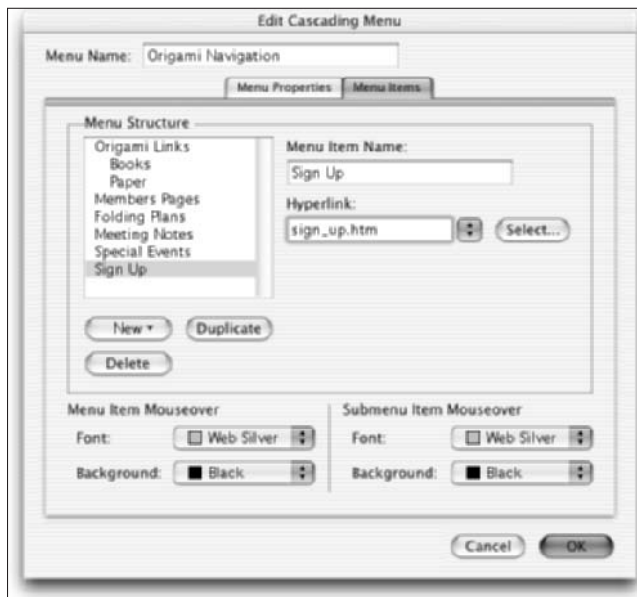 Edit Cascading Menu
Menu Name: Origami Navigation
Menu Properties Menu Items
Menu Structure
Origami Links
Books
Paper
Members Pages
Folding Plans
Meeting Notes
Special Events
Sign Up
Menu Item Name:
Sign Up
Hyperlink:
sign_up.htm
Select...
New
Duplicate
Delete
Menu Item Mouseover
Font: Web Silver
Background: Black
Submenu Item Mouseover
Font: Web Silver
Background: Black
Cancel OK